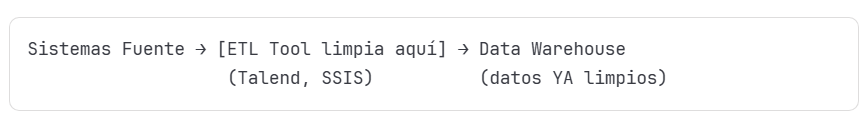 Sistemas Fuente → [ETL Tool limpia aquí] → Data Warehouse
(Talend, SSIS) (datos YA limpios)